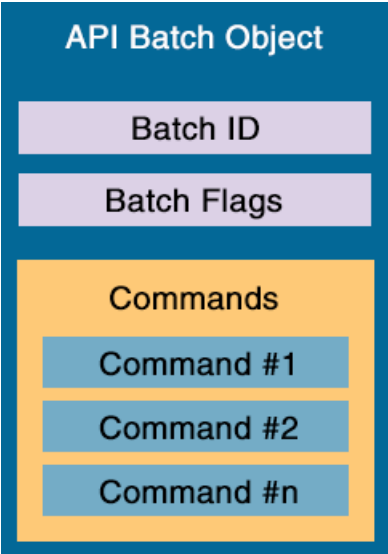 API Batch Object
Batch ID
Batch Flags
Commands
Command #1
Command #2
Command #n